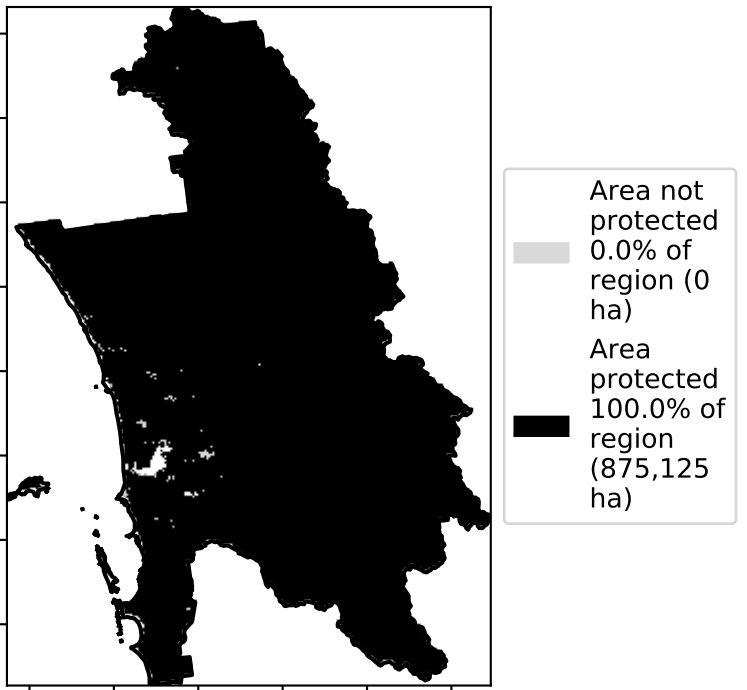 Area not
protected
0.0% of
region (0
ha)
Area
protected
100.0% of
region
(875,125
ha)